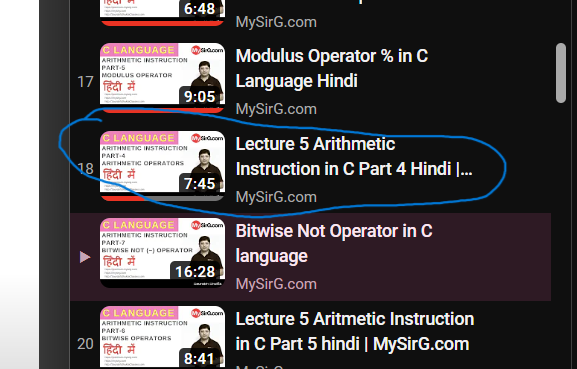 6:48
MySirG.com
17
C LANGUAGE
MySirG.com
ARITHMETIC INSTRUCTION
PART-5
MODULUS OPERATOR
हिंदी में
9:05
Modulus Operator % in C
Language Hindi
MySirG.com
18
C LANGUAGE
MySirG.com
ARITHMETIC INSTRUCTION
PART-4
ARITHMETIC OPERATORS
हिंदी में
7:45
Lecture 5 Arithmetic
Instruction in C Part 4 Hindi |...
MySirG.com
C LANGUAGE
MySirG.com
ARITHMETIC INSTRUCTION
PART-7
BITWISE NOT (~) OPERATOR
हिंदी में
16:28
Bitwise Not Operator in C
language
MySirG.com
20
C LANGUAGE
MySirG.com
ARITHMETIC INSTRUCTION
PART-6
BITWISE OPERATORS
हिंदी में
8:41
Lecture 5 Aritmetic Instruction
in C Part 5 hindi | MySirG.com